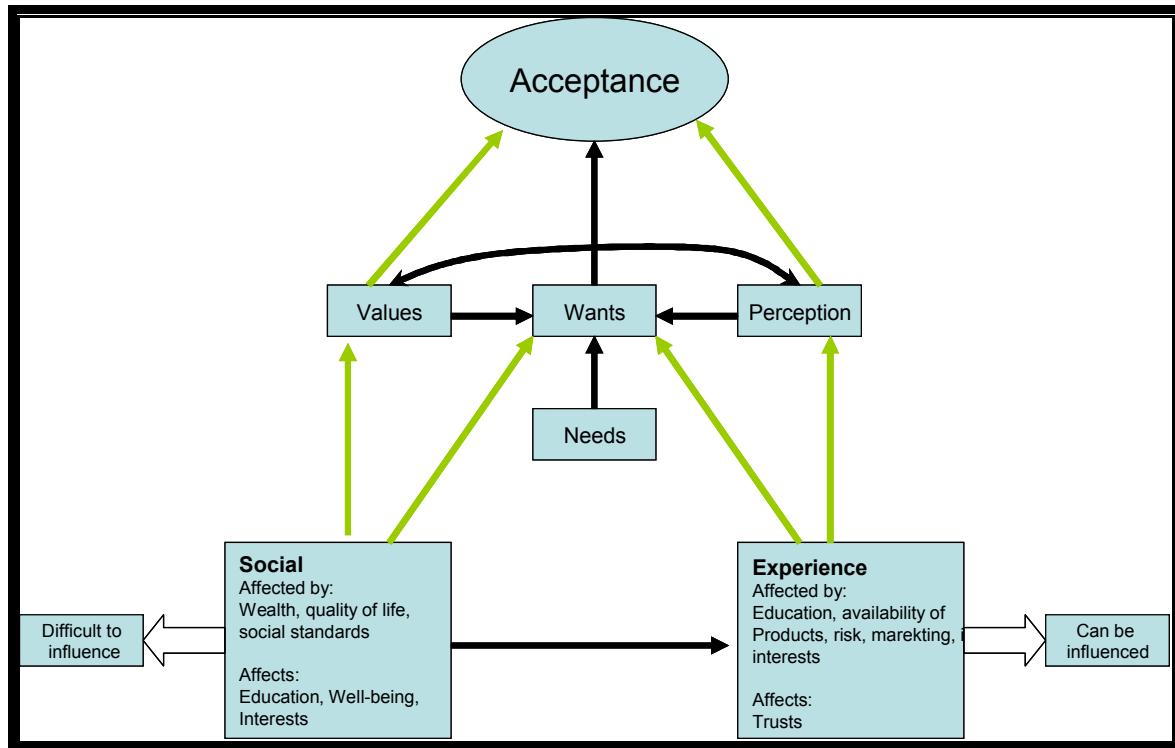 Acceptance
Values
Wants
Perception
Needs
Social
Affected by:
Wealth, quality of life,
social standards
Affects:
Education, Well-being,
Interests
Experience
Affected by:
Education, availability of
Products, risk, marekting, i
interests
Affects:
Trusts
Difficult to
influence
Can be
influenced